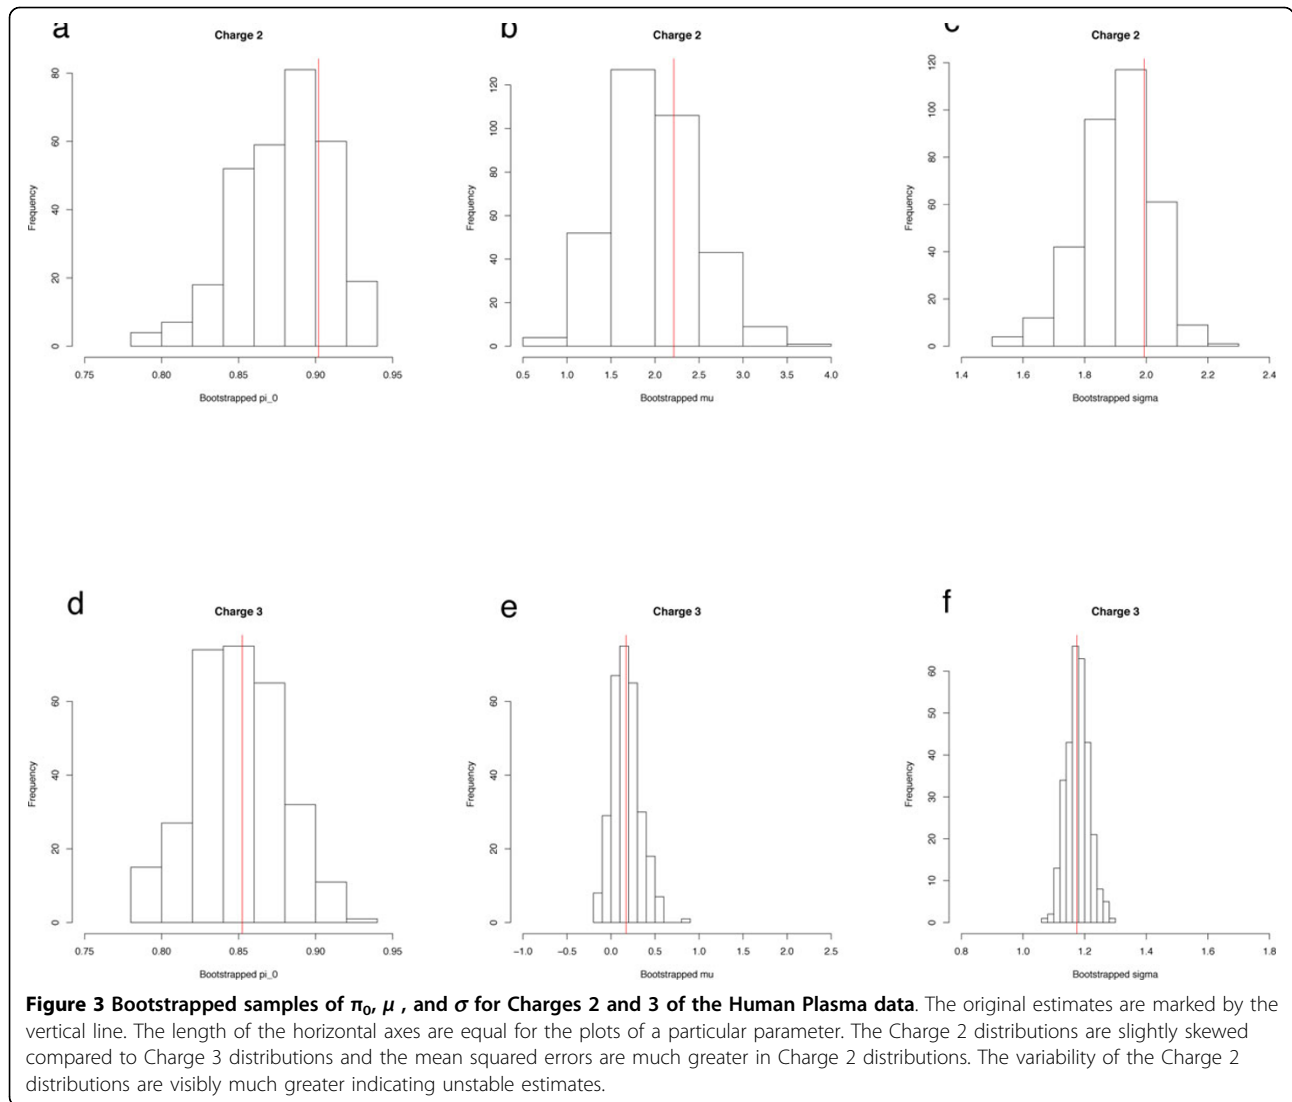 a
Charge 2
Frequency
0
20
40
60
80
0.75 0.80 0.85 0.90 0.95
Bootstrapped pi_0
b
Charge 2
Frequency
0
20
40
60
80
100
120
0.5 1.0 1.5 2.0 2.5 3.0 3.5 4.0
Bootstrapped mu
c
Charge 2
Frequency
0
20
40
60
80
100
120
1.4 1.6 1.8 2.0 2.2 2.4
Bootstrapped sigma
d
Charge 3
Frequency
0
20
40
60
0.75 0.80 0.85 0.90 0.95
Bootstrapped pi_0
e
Charge 3
Frequency
0
20
40
60
−1.0 −0.5 0.0 0.5 1.0 1.5 2.0 2.5
Bootstrapped mu
f
Charge 3
Frequency
0
10
20
30
40
50
60
0.8 1.0 1.2 1.4 1.6 1.8
Bootstrapped sigma
Figure 3 Bootstrapped samples of π₀, μ , and σ for Charges 2 and 3 of the Human Plasma data. The original estimates are marked by the
vertical line. The length of the horizontal axes are equal for the plots of a particular parameter. The Charge 2 distributions are slightly skewed
compared to Charge 3 distributions and the mean squared errors are much greater in Charge 2 distributions. The variability of the Charge 2
distributions are visibly much greater indicating unstable estimates.